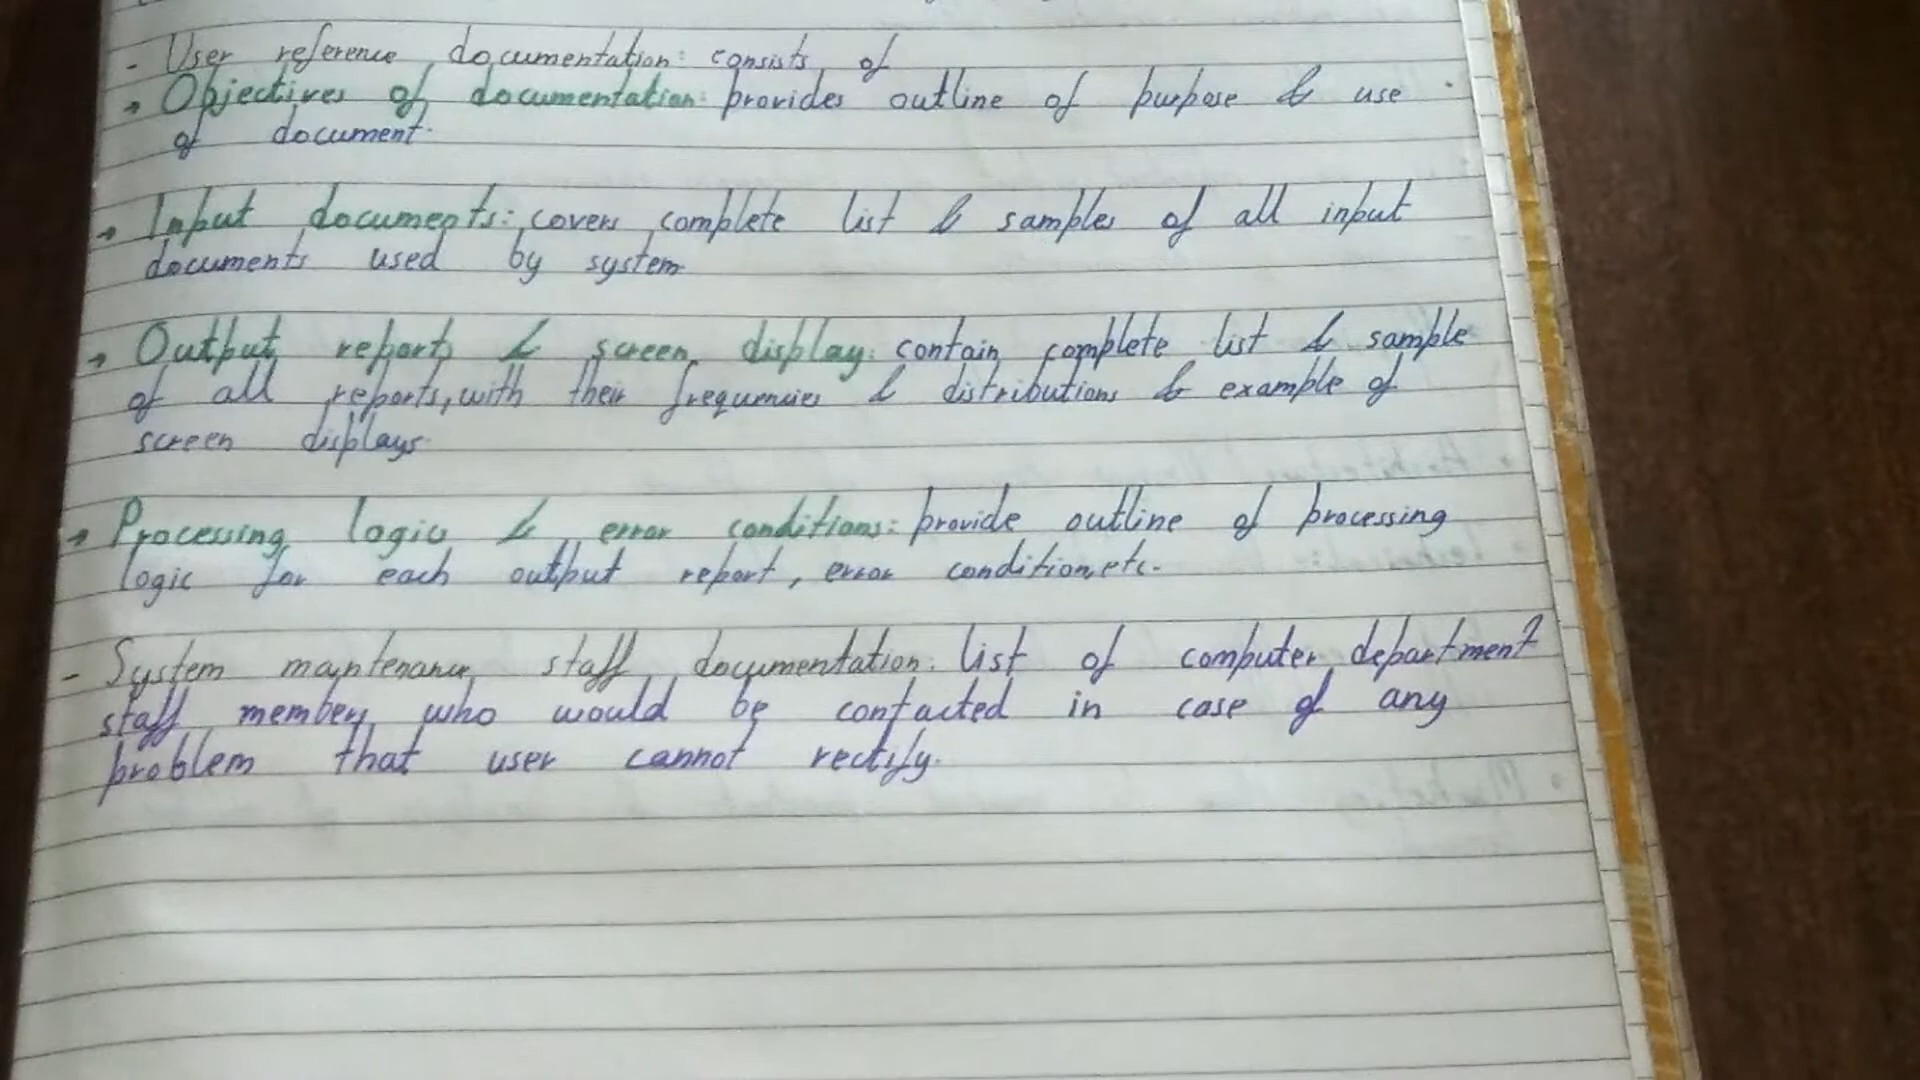 - User reference documentation: consists of
→ Objectives of documentation: provides outline of purpose & use
of document.
→ Input documents: covers complete list & samples of all input
documents used by system
→ Output reports & screen display: contain complete list & sample
of all reports, with their frequencies & distributions & example of
screen displays.
→ Processing logics & error conditions: provide outline of processing
logic for each output report, error condition etc.
- System maintenance staff documentation: list of computer department
staff members who would be contacted in case of any
problem that user cannot rectify.